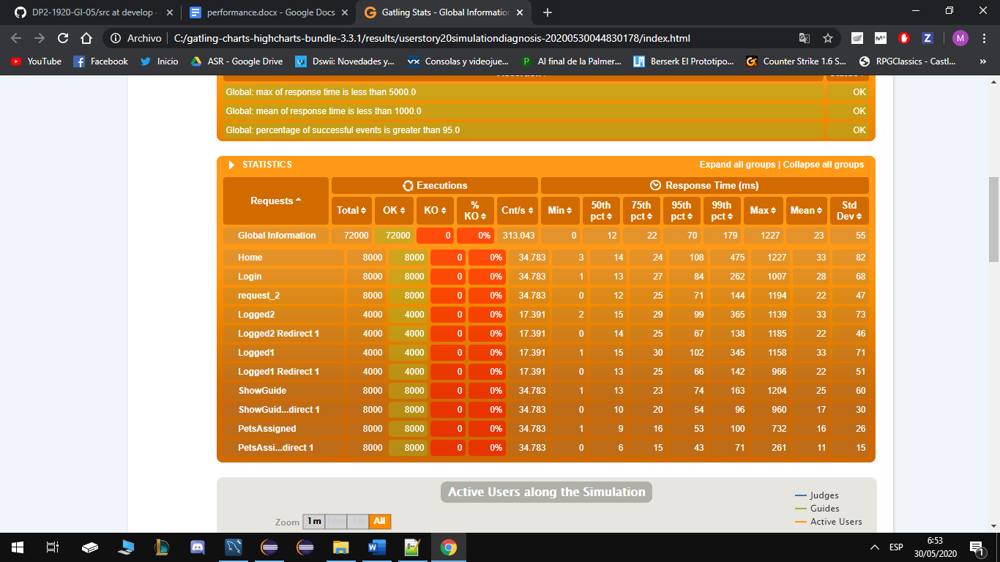 DP2-1920-GI-05/src at develop
performance.docx - Google Docs
Gatling Stats - Global Information
Archivo
C:/gatling-charts-highcharts-bundle-3.3.1/results/userstory20simulationdiagnosis-20200530044830178/index.html
M
YouTube
Facebook
Inicio
ASR - Google Drive
Dswii: Novedades y...
Consolas y videojue...
Al final de la Palmer...
Berserk El Prototipo...
Counter Strike 1.6 S...
RPGClassics - Castl...
»
Global: max of response time is less than 5000.0 OK
Global: mean of response time is less than 1000.0 OK
Global: percentage of successful events is greater than 95.0 OK
STATISTICS
Expand all groups | Collapse all groups
Requests
Executions
Response Time (ms)
Total OK KO % KO Cnt/s Min 50th pct 75th pct 95th pct 99th pct Max Mean Std Dev
Global Information 72000 72000 0 0% 313.043 0 12 22 70 179 1227 23 55
Home 8000 8000 0 0% 34.783 3 14 24 108 475 1227 33 82
Login 8000 8000 0 0% 34.783 1 13 27 84 262 1007 28 68
request_2 8000 8000 0 0% 34.783 0 12 25 71 144 1194 22 47
Logged2 4000 4000 0 0% 17.391 2 15 29 99 365 1139 33 73
Logged2 Redirect 1 4000 4000 0 0% 17.391 0 14 25 67 138 1185 22 46
Logged1 4000 4000 0 0% 17.391 1 15 30 102 345 1158 33 71
Logged1 Redirect 1 4000 4000 0 0% 17.391 0 15 25 66 142 966 22 51
ShowGuide 8000 8000 0 0% 34.783 1 13 23 74 163 1204 25 60
ShowGuid...direct 1 8000 8000 0 0% 34.783 0 10 20 54 96 960 17 30
PetsAssigned 8000 8000 0 0% 34.783 1 9 16 53 100 732 16 26
PetsAssi...direct 1 8000 8000 0 0% 34.783 0 6 15 43 71 261 11 15
Active Users along the Simulation
Judges
Guides
Active Users
Zoom 1m 10m 1h All
ESP
6:53
30/05/2020
1